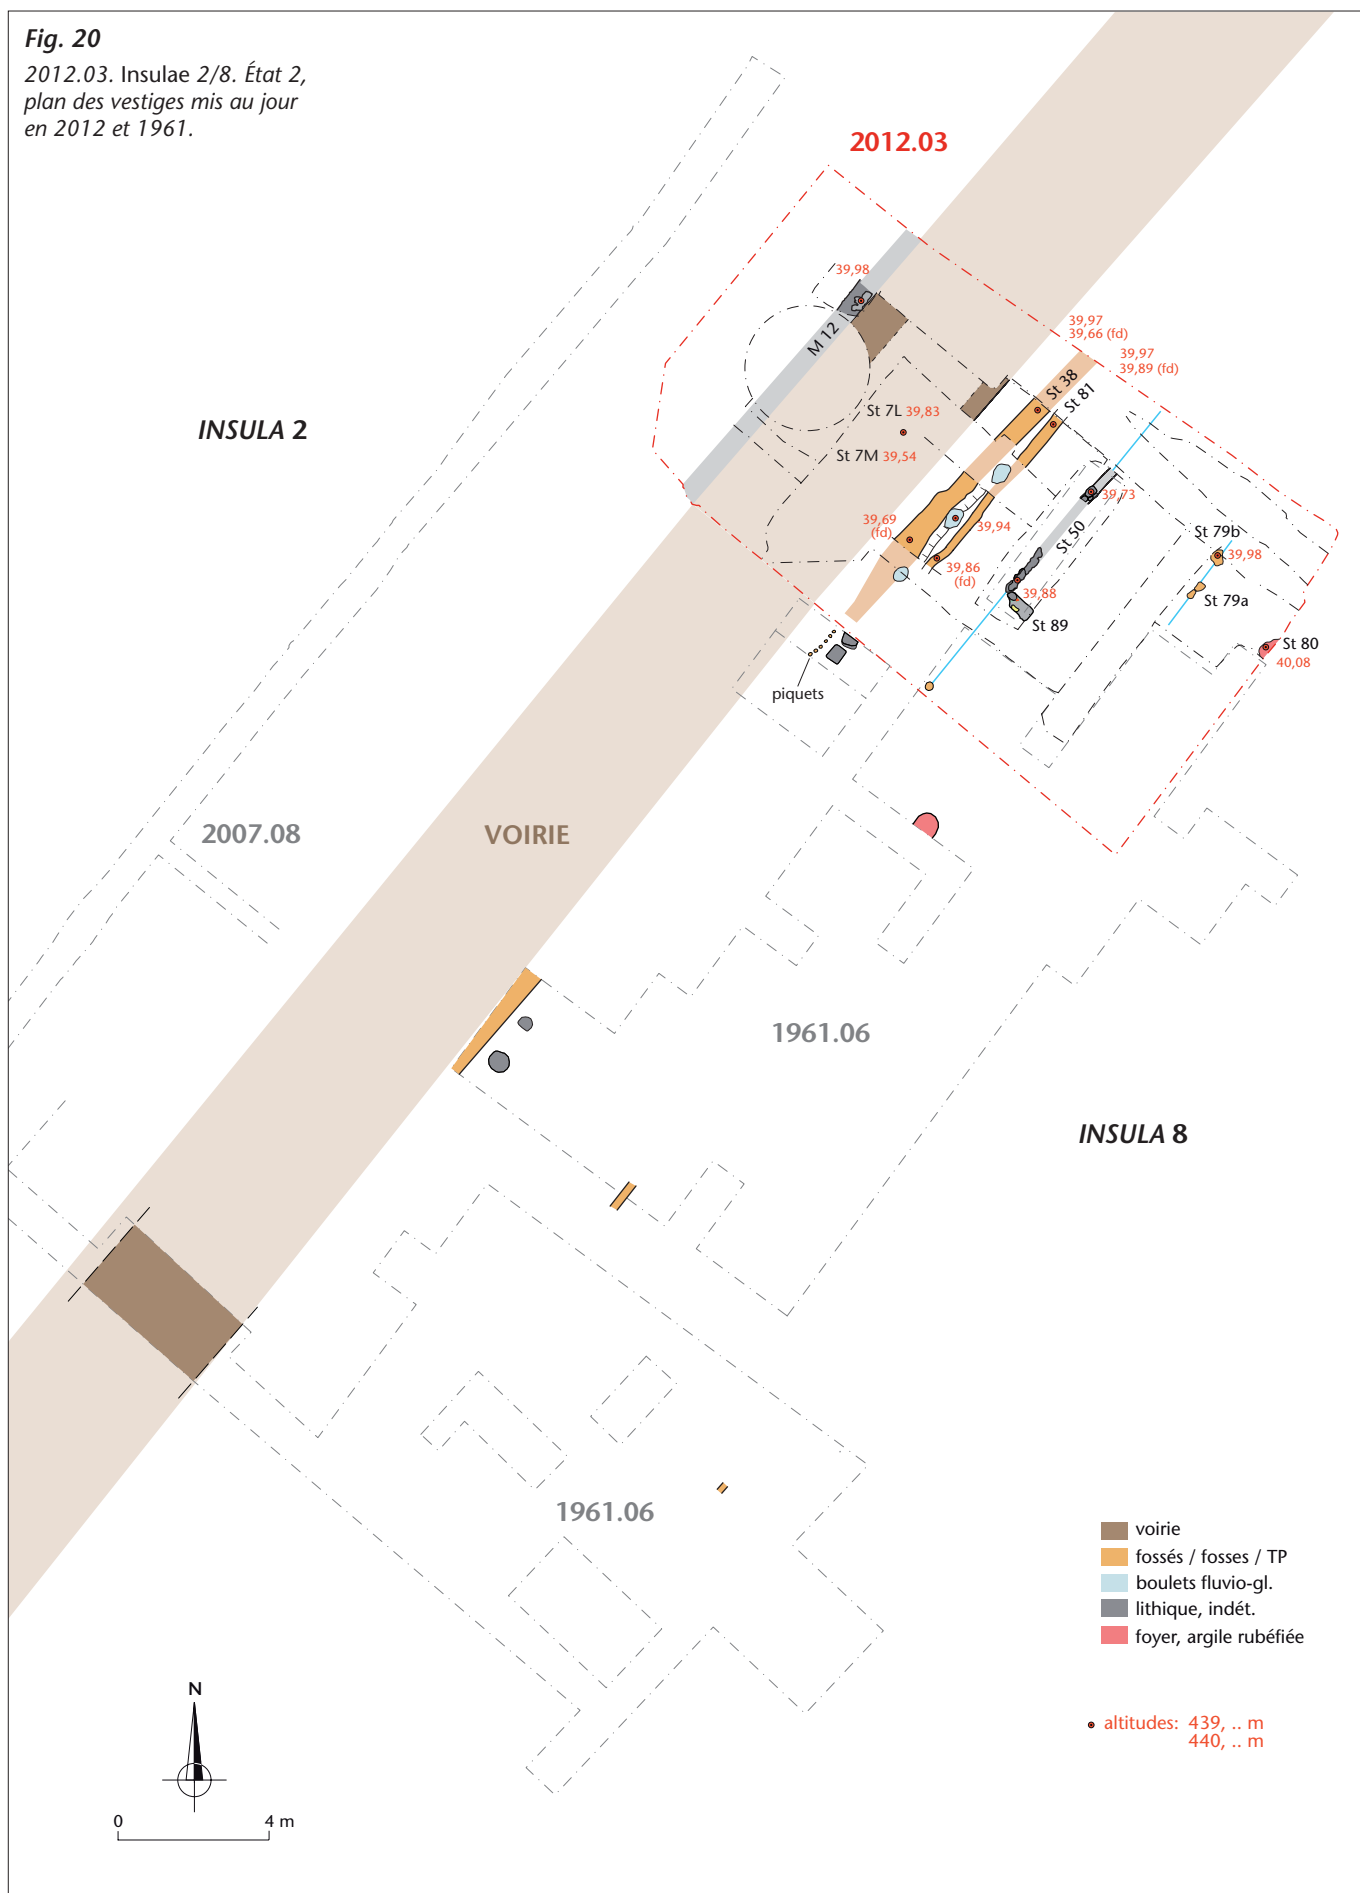 Fig. 20
2012.03. Insulae 2/8. État 2,
plan des vestiges mis au jour
en 2012 et 1961.
2012.03
39,98
M 12
39,97
39,66 (fd)
39,97
39,89 (fd)
St 38
St 81
St 7L 39,83
St 7M 39,54
INSULA 2
39,73
39,69
(fd)
39,94
St 50
St 79b
39,98
39,86
(fd)
39,88
St 79a
St 89
St 80
40,08
piquets
2007.08
VOIRIE
1961.06
INSULA 8
1961.06
voirie
fossés / fosses / TP
boulets fluvio-gl.
lithique, indét.
foyer, argile rubéfiée
altitudes: 439, .. m
440, .. m
N
0 4 m